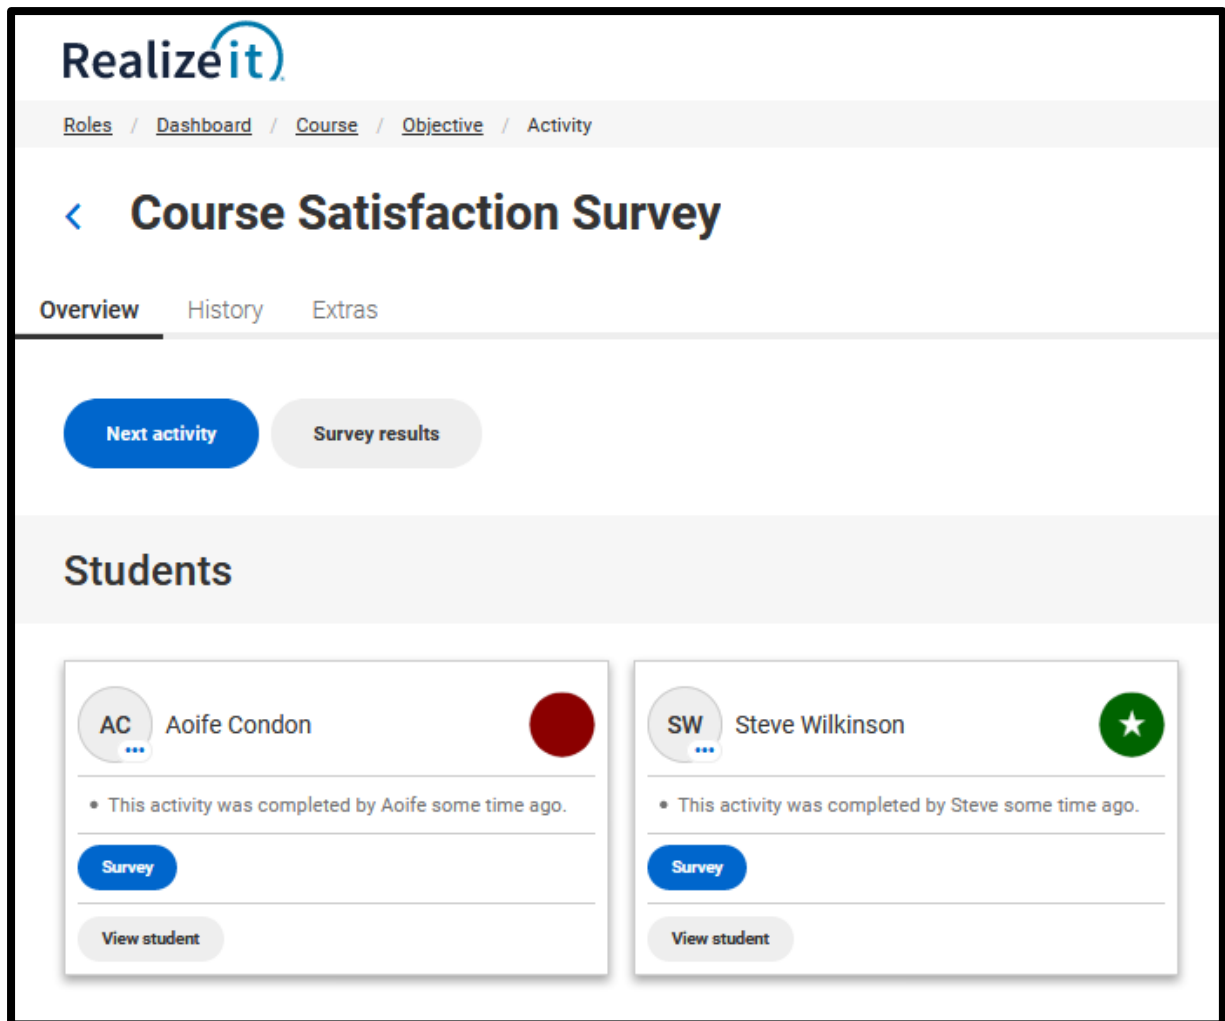 Realizeit
Roles / Dashboard / Course / Objective / Activity
Course Satisfaction Survey
Overview History Extras
Next activity Survey results
Students
AC Aoife Condon
• This activity was completed by Aoife some time ago.
Survey
View student
SW Steve Wilkinson
• This activity was completed by Steve some time ago.
Survey
View student